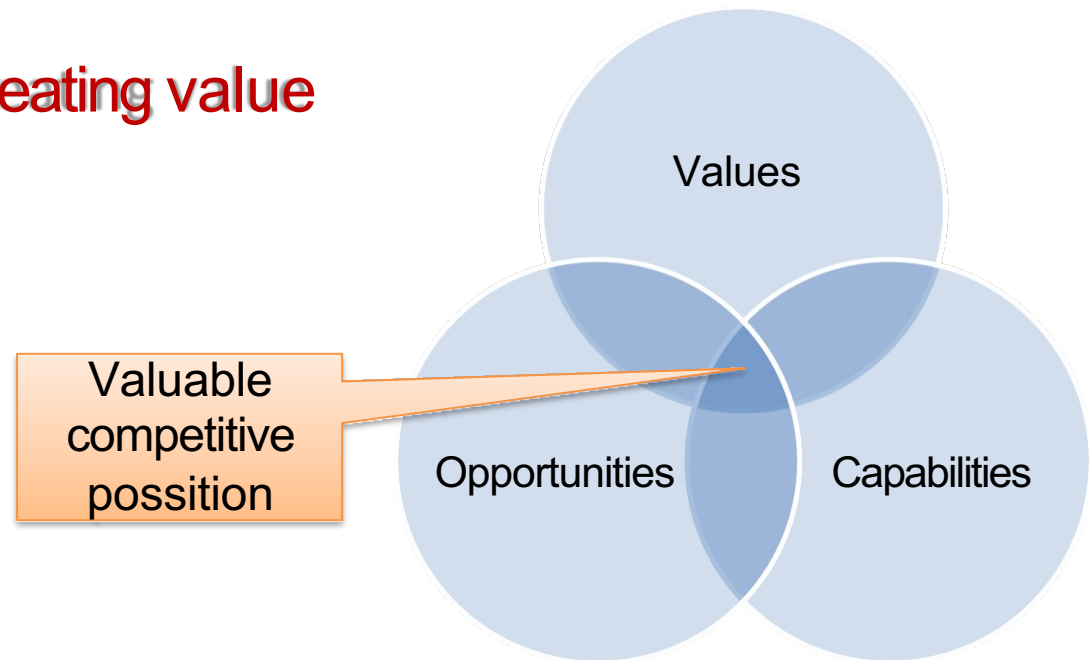 eating value
Values
Valuable
competitive
possition
Opportunities
Capabilities